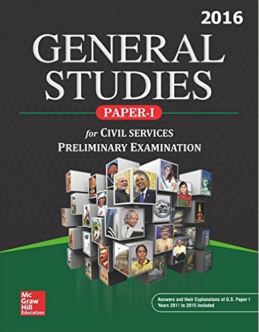 2016
GENERAL
STUDIES
PAPER-I
for CIVIL SERVICES
PRELIMINARY EXAMINATION
Mc
Graw
Hill
Education
Answers and their Explanations of G.S. Paper I
Years 2011 to 2015 Included